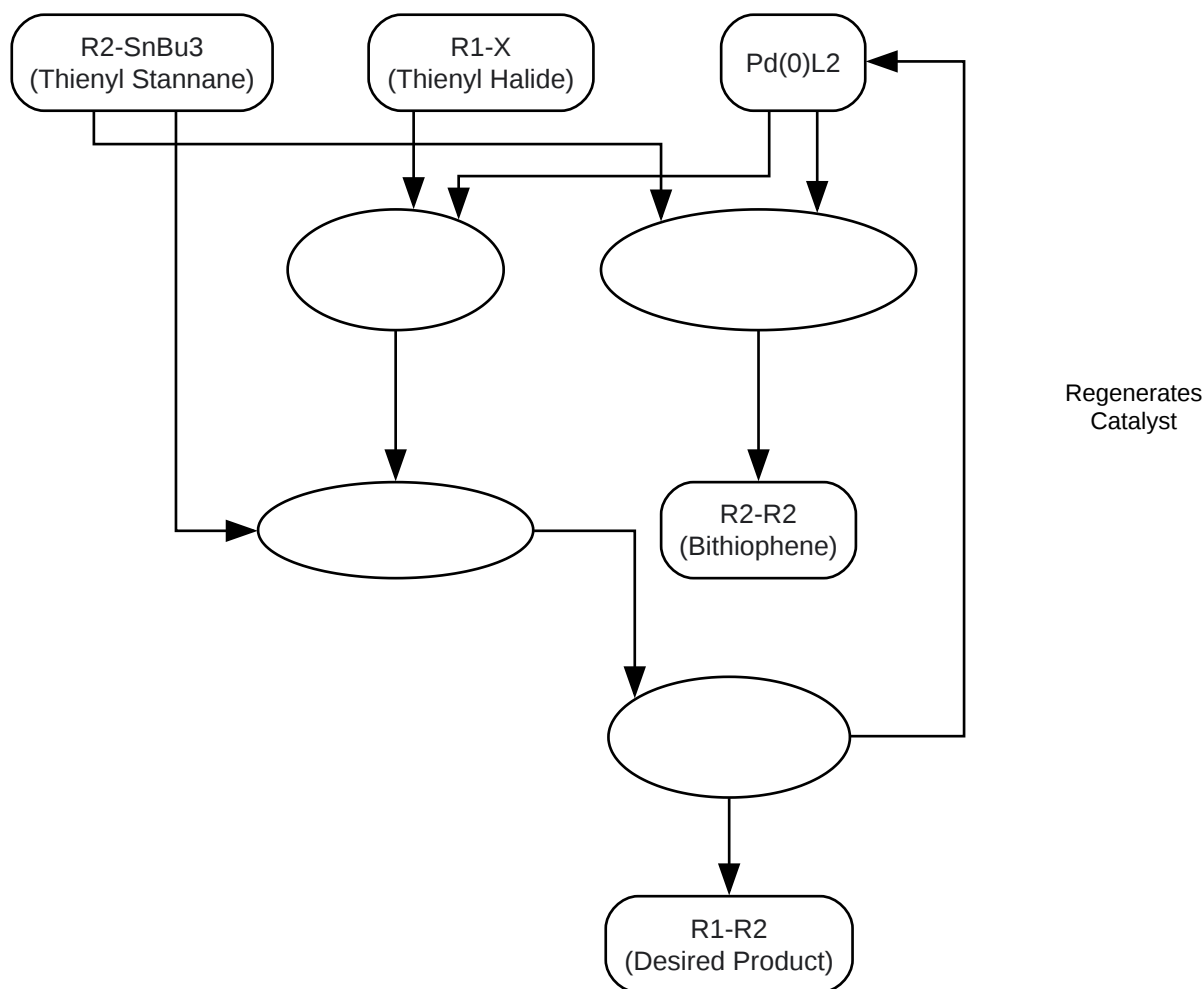 R2-SnBu3
(Thienyl Stannane)
R1-X
(Thienyl Halide)
Pd(0)L2
Regenerates
Catalyst
R2-R2
(Bithiophene)
R1-R2
(Desired Product)